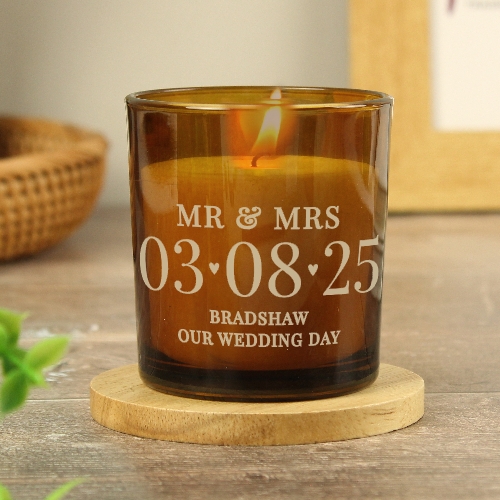 MR & MRS
03♥08♥25
BRADSHAW
OUR WEDDING DAY